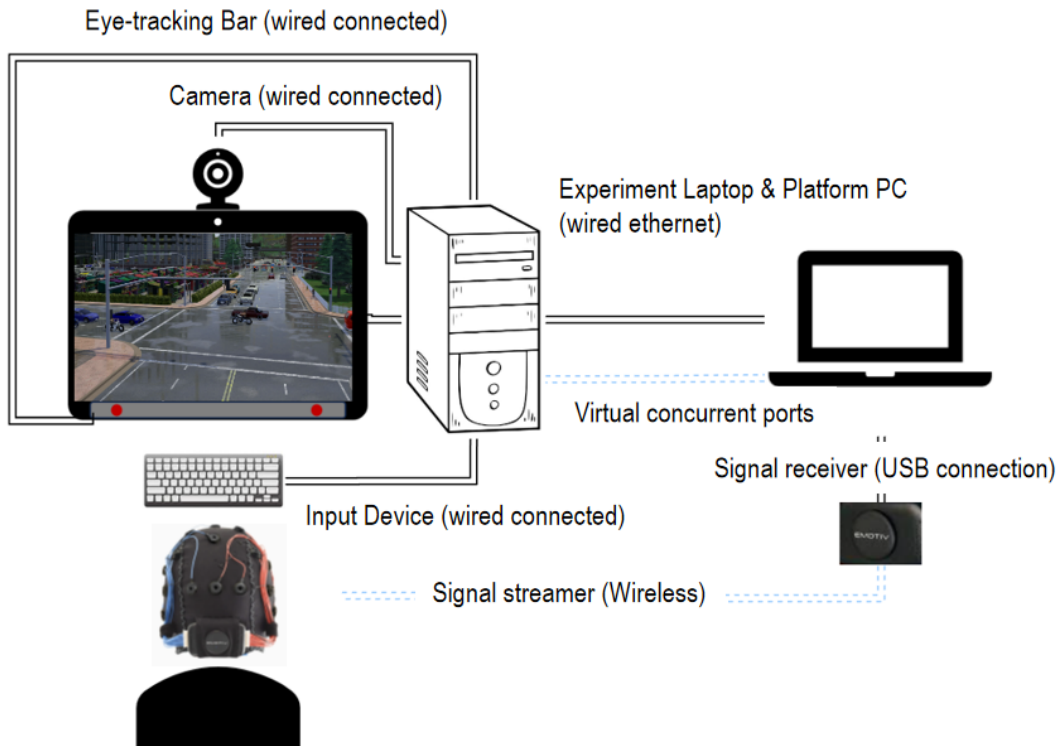 Eye-tracking Bar (wired connected)
Camera (wired connected)
Experiment Laptop & Platform PC
(wired ethernet)
Virtual concurrent ports
Signal receiver (USB connection)
EMOTIV
Input Device (wired connected)
Signal streamer (Wireless)
EMOTIV